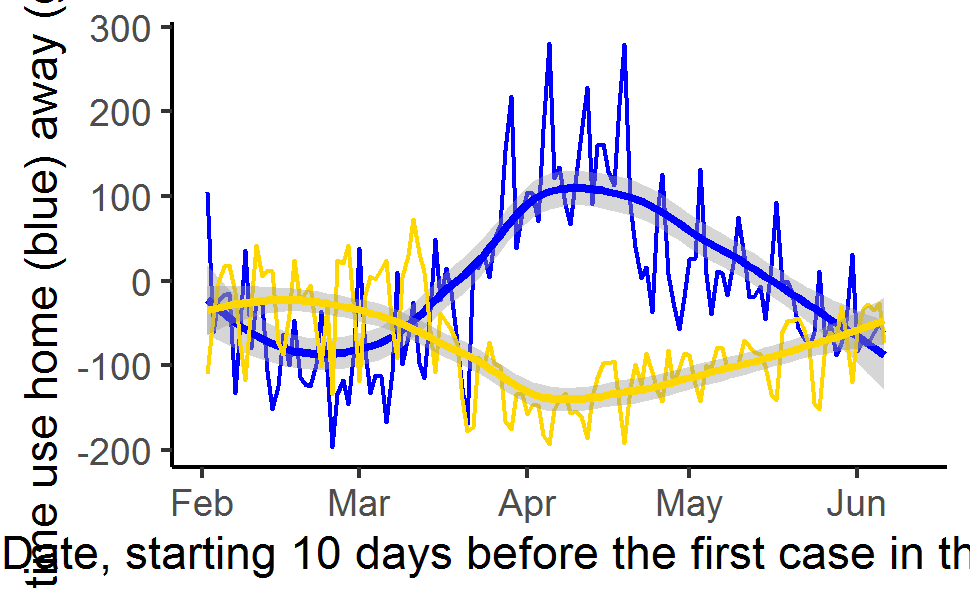 time use home (blue) away (
300
200
100
0
-100
-200
Feb Mar Apr May Jun
Date, starting 10 days before the first case in th